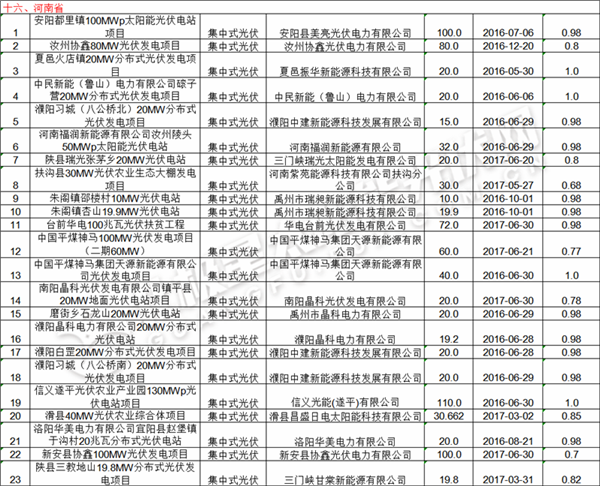 十六、河南省
安阳都里镇100MWp太阳能光伏电站
1 项目 集中式光伏 安阳县美亮光伏电力有限公司 100.0 2016-07-06 0.98
2 汝州协鑫80MW光伏发电项目 集中式光伏 汝州协鑫光伏电力有限公司 80.0 2016-12-20 0.8
夏邑火店镇20MW分布式光伏发电项
3 目 集中式光伏 夏邑振华新能源科技有限公司 20.0 2016-05-30 1.0
中民新能（鲁山）电力有限公司磙子
4 营20MW分布式光伏发电项目 集中式光伏 中民新能（鲁山）电力有限公司 20.0 2016-06-06 1.0
濮阳习城（八公桥北）20MW分布式
5 光伏发电项目 集中式光伏 濮阳中建新能源科技发展有限公司 15.0 2016-06-28 0.98
河南福润新能源有限公司汝州陵头
6 50MWp太阳能光伏电站 集中式光伏 河南福润新能源有限公司 32.0 2016-06-29 0.98
7 陕县瑞光张茅乡20MW光伏电站 集中式光伏 三门峡瑞光太阳能发电有限公司 20.0 2017-06-20 0.8
扶沟县30MW光伏农业生态大棚发电项 河南紫苑能源科技有限公司扶沟分
8 目 集中式光伏 公司 30.0 2017-05-27 0.68
9 朱阁镇邵楼村10MW光伏电站 集中式光伏 禹州市瑞昶新能源有限公司 10.0 2016-10-01 0.98
10 朱阁镇杏山19.9MW光伏电站 集中式光伏 禹州市瑞昶新能源有限公司 19.9 2016-10-01 0.98
11 台前华电100兆瓦光伏扶贫工程 集中式光伏 华电台前光伏发电有限公司 72.0 2017-06-30 0.98
中国平煤神马100MW光伏发电项目 中国平煤神马集团天源新能源有限
12 （二期60MW） 集中式光伏 公司 60.0 2017-06-21 0.77
中国平煤神马集团天源新能源有限 中国平煤神马集团天源新能源有限
13 公司光伏发电项目 集中式光伏 公司 40.0 2016-06-30 1.0
南阳晶科光伏发电有限公司镇平县
14 20MW地面光伏电站项目 集中式光伏 南阳晶科光伏发电有限公司 20.0 2017-06-30 0.78
15 磨街乡石龙山20MW光伏电站 集中式光伏 禹州市晶科电力有限公司 20.0 2016-06-29 0.98
濮阳晶科电力有限公司20MW分布式
16 光伏电站 集中式光伏 濮阳晶科电力有限公司 19.2 2016-06-28 0.98
17 濮阳白罡20MW分布式光伏发电项目 集中式光伏 濮阳中建新能源科技发展有限公司 20.0 2016-06-28 0.98
濮阳习城（八公桥南）20MW分布式
18 光伏发电项目 集中式光伏 濮阳中建新能源科技发展有限公司 20.0 2016-06-29 1.0
信义遂平光伏农业产业园130MWp光
19 伏电站项目 集中式光伏 信义光能(遂平)有限公司 110.0 2016-06-30 1.0
20 滑县40MW光伏农业综合体项目 集中式光伏 滑县昌盛日电太阳能科技有限公司 30.662 2017-03-02 0.85
洛阳华美电力有限公司宜阳县赵堡镇
21 于沟村20兆瓦分布式光伏电站 集中式光伏 洛阳华美电力有限公司 20.0 2016-08-21 0.98
22 新安县协鑫光伏发电项目 集中式光伏 新安县协鑫光伏电力有限公司 100.0 2017-06-30 0.7
陕县三教地山19.8MW分布式光伏发
23 电项目 集中式光伏 三门峡甘棠新能源有限公司 19.8 2017-03-31 0.82